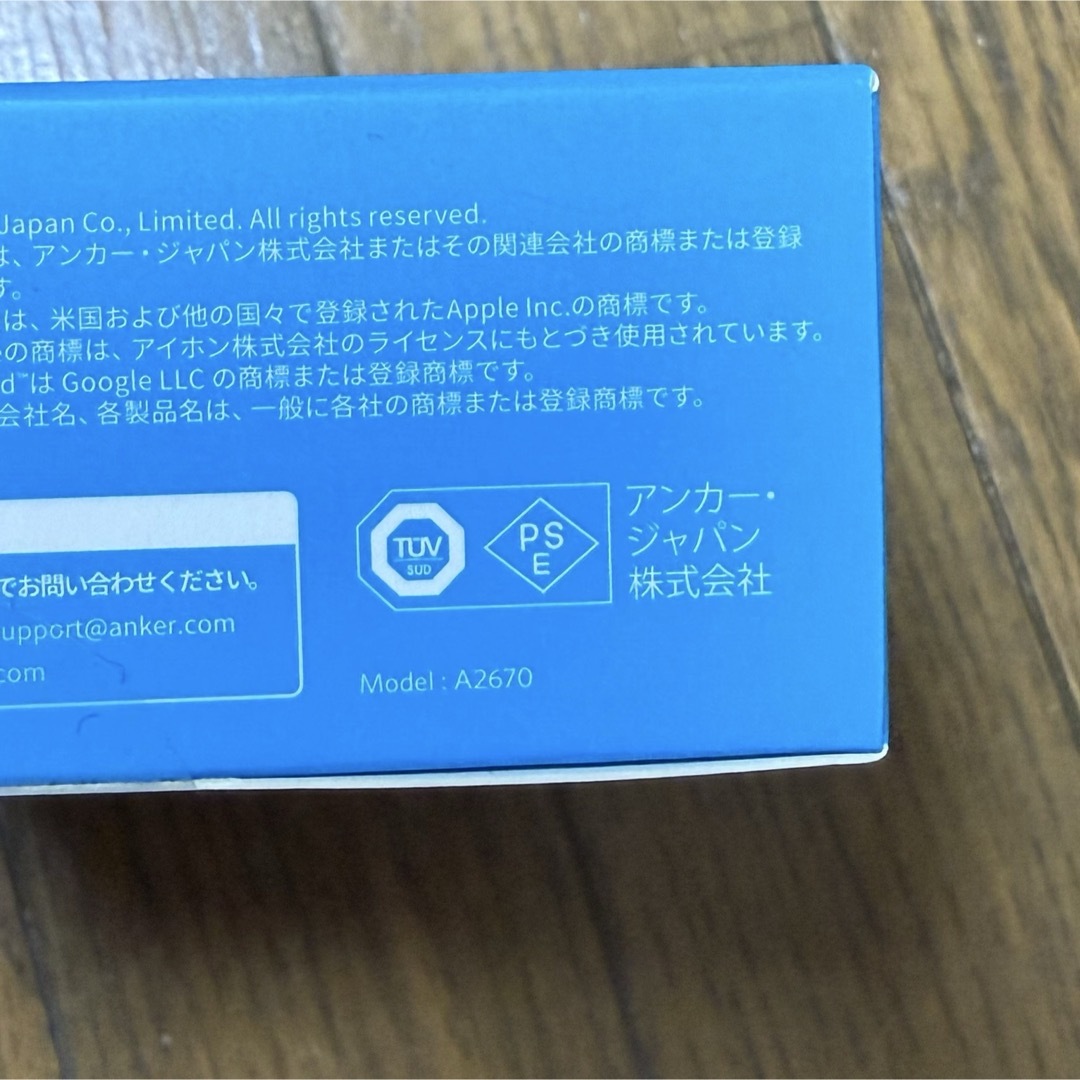 Japan Co., Limited. All rights reserved.
は、アンカー・ジャパン株式会社またはその関連会社の商標または登録
す。
は、米国および他の国々で登録されたApple Inc.の商標です。
の商標は、アイホン株式会社のライセンスにもとづき使用されています。
d™は Google LLC の商標または登録商標です。
会社名、各製品名は、一般に各社の商標または登録商標です。
でお問い合わせください。
upport@anker.com
.com
TÜV
SÜD
PS
E
アンカー・
ジャパン
株式会社
Model : A2670